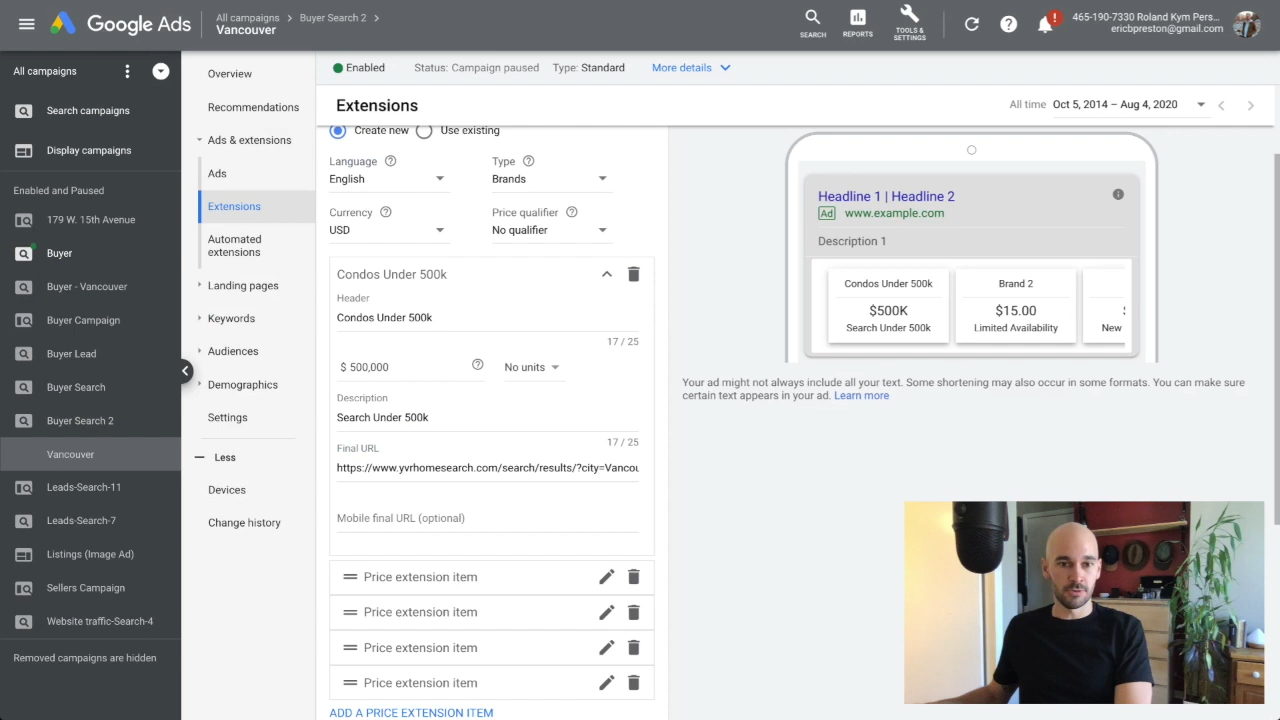 Google Ads
All campaigns > Buyer Search 2 >
Vancouver
SEARCH
REPORTS
TOOLS &
SETTINGS
!
465-190-7330 Roland Kym Pers...
ericbpreston@gmail.com
All campaigns
Search campaigns
Display campaigns
Enabled and Paused
179 W. 15th Avenue
Buyer
Buyer - Vancouver
Buyer Campaign
Buyer Lead
Buyer Search
Buyer Search 2
Vancouver
Leads-Search-11
Leads-Search-7
Listings (Image Ad)
Sellers Campaign
Website traffic-Search-4
Removed campaigns are hidden
Overview
Recommendations
Ads & extensions
Ads
Extensions
Automated
extensions
Landing pages
Keywords
Audiences
Demographics
Settings
Less
Devices
Change history
Enabled Status: Campaign paused Type: Standard More details
Extensions
All time Oct 5, 2014 – Aug 4, 2020
Create new Use existing
Language Type
English Brands
Currency Price qualifier
USD No qualifier
Condos Under 500k
Header
Condos Under 500k
17 / 25
$ 500,000 No units
Description
Search Under 500k
17 / 25
Final URL
https://www.yvrhomesearch.com/search/results/?city=Vancou
Mobile final URL (optional)
Price extension item
Price extension item
Price extension item
Price extension item
ADD A PRICE EXTENSION ITEM
Headline 1 | Headline 2
Ad www.example.com
Description 1
Condos Under 500k Brand 2
$500K $15.00
Search Under 500k Limited Availability New
Your ad might not always include all your text. Some shortening may also occur in some formats. You can make sure
certain text appears in your ad. Learn more